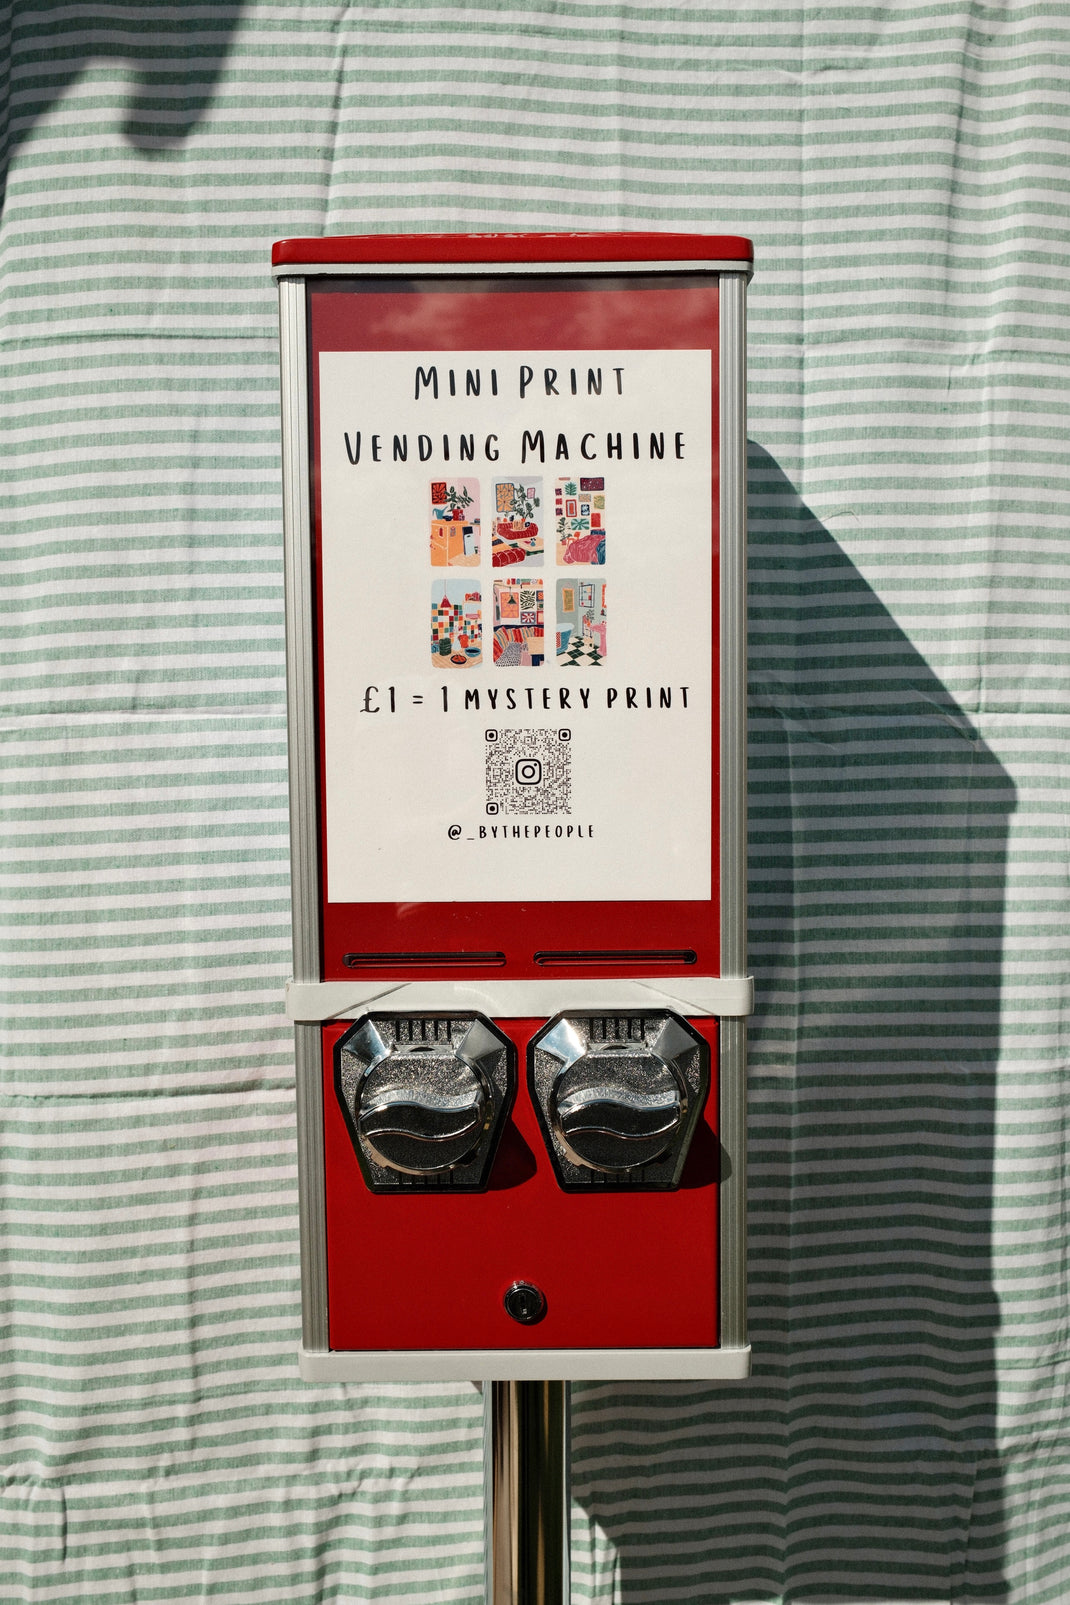 MINI PRINT
VENDING MACHINE
£1 = 1 MYSTERY PRINT
@_BYTHEPEOPLE